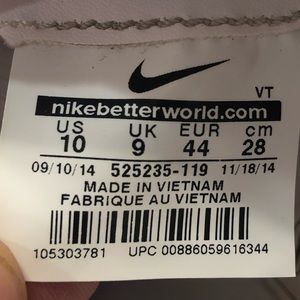 VT
nikebetterworld.com
US UK EUR cm
10 9 44 28
09/10/14 525235-119 11/18/14
MADE IN VIETNAM
FABRIQUE AU VIETNAM
105303781 UPC 00886059616344